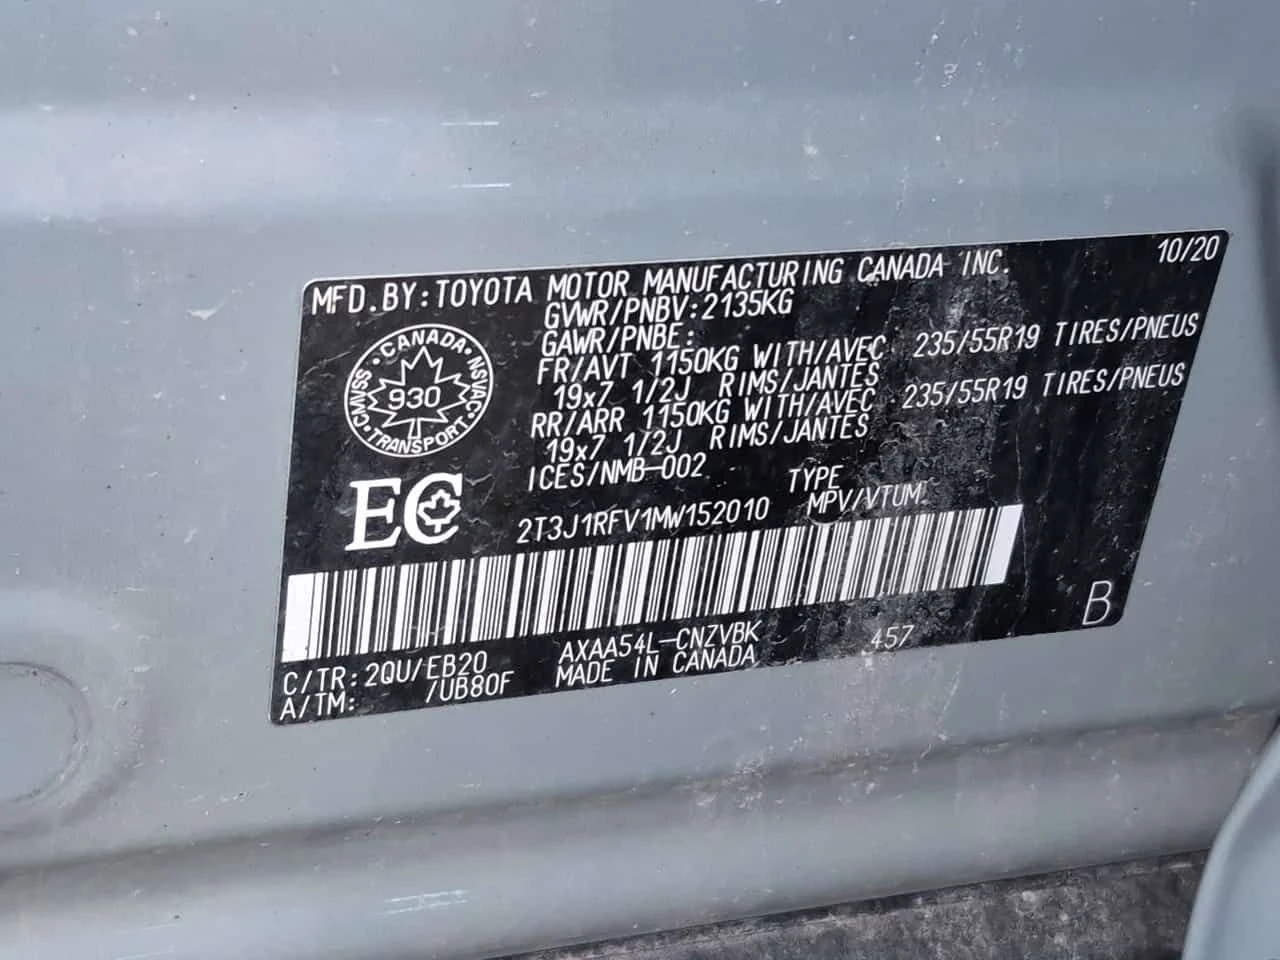 10/20
MFD.BY:TOYOTA MOTOR MANUFACTURING CANADA INC.
GVWR/PNBV:2135KG
GAWR/PNBE:
FR/AVT 1150KG WITH/AVEC 235/55R19 TIRES/PNEUS
19x7 1/2J RIMS/JANTES
RR/ARR 1150KG WITH/AVEC 235/55R19 TIRES/PNEUS
19x7 1/2J RIMS/JANTES
ICES/NMB-002
CANADA · NSVAC · TRANSPORT · CMVSS
930
EC
TYPE
2T3J1RFV1MW152010 MPV/VTUM
B
C/TR:2QU/EB20 AXAA54L-CNZVBK 457
A/TM: /UB80F MADE IN CANADA